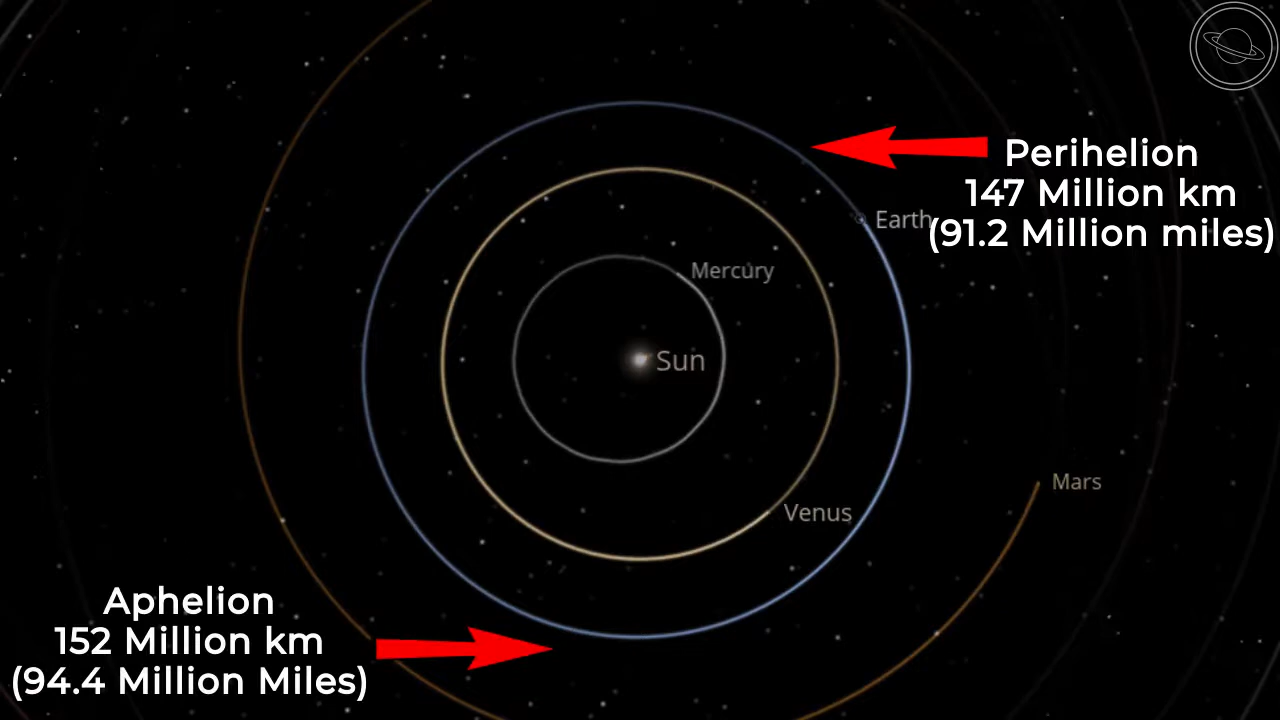 Perihelion
147 Million km
(91.2 Million miles)
Earth
Mercury
Sun
Mars
Venus
Aphelion
152 Million km
(94.4 Million Miles)